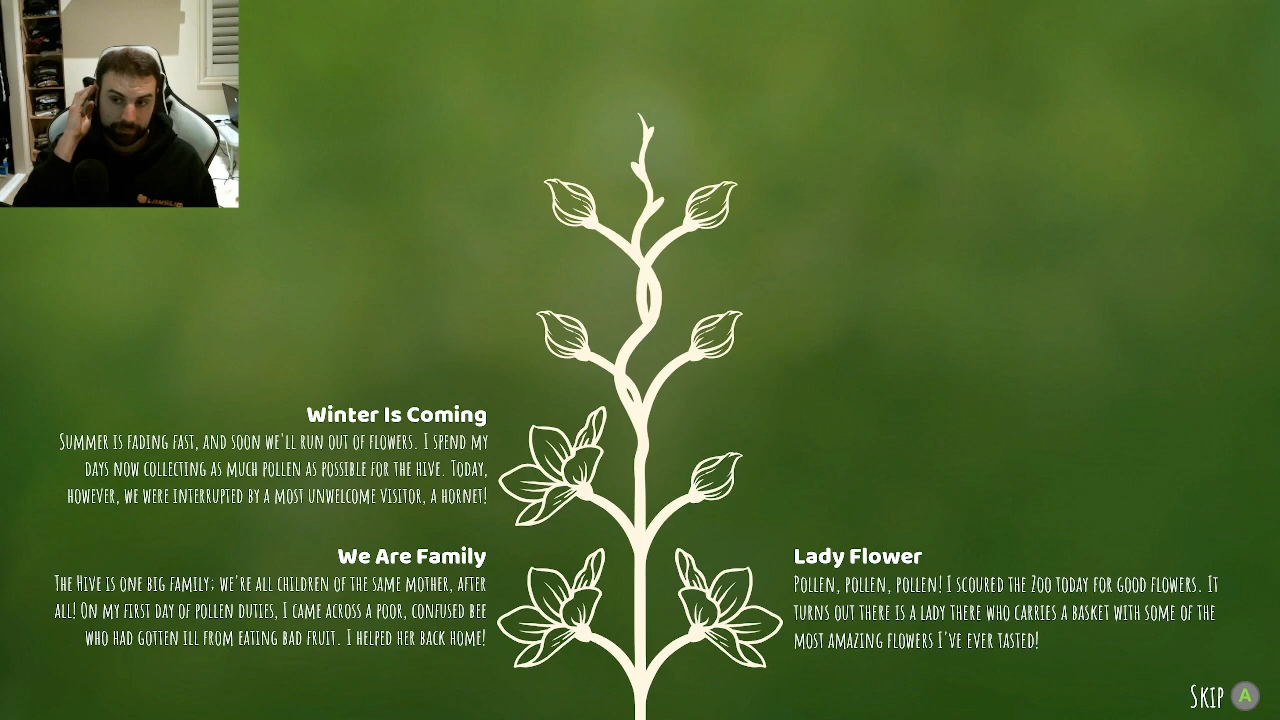 Winter Is Coming
Summer is fading fast, and soon we'll run out of flowers. I spend my
days now collecting as much pollen as possible for the hive. Today,
however, we were interrupted by a most unwelcome visitor, a hornet!
We Are Family
The Hive is one big family; we're all children of the same mother, after
all! On my first day of pollen duties, I came across a poor, confused bee
who had gotten ill from eating bad fruit. I helped her back home!
Lady Flower
Pollen, pollen, pollen! I scoured the Zoo today for good flowers. It
turns out there is a lady there who carries a basket with some of the
most amazing flowers I've ever tasted!
Skip A